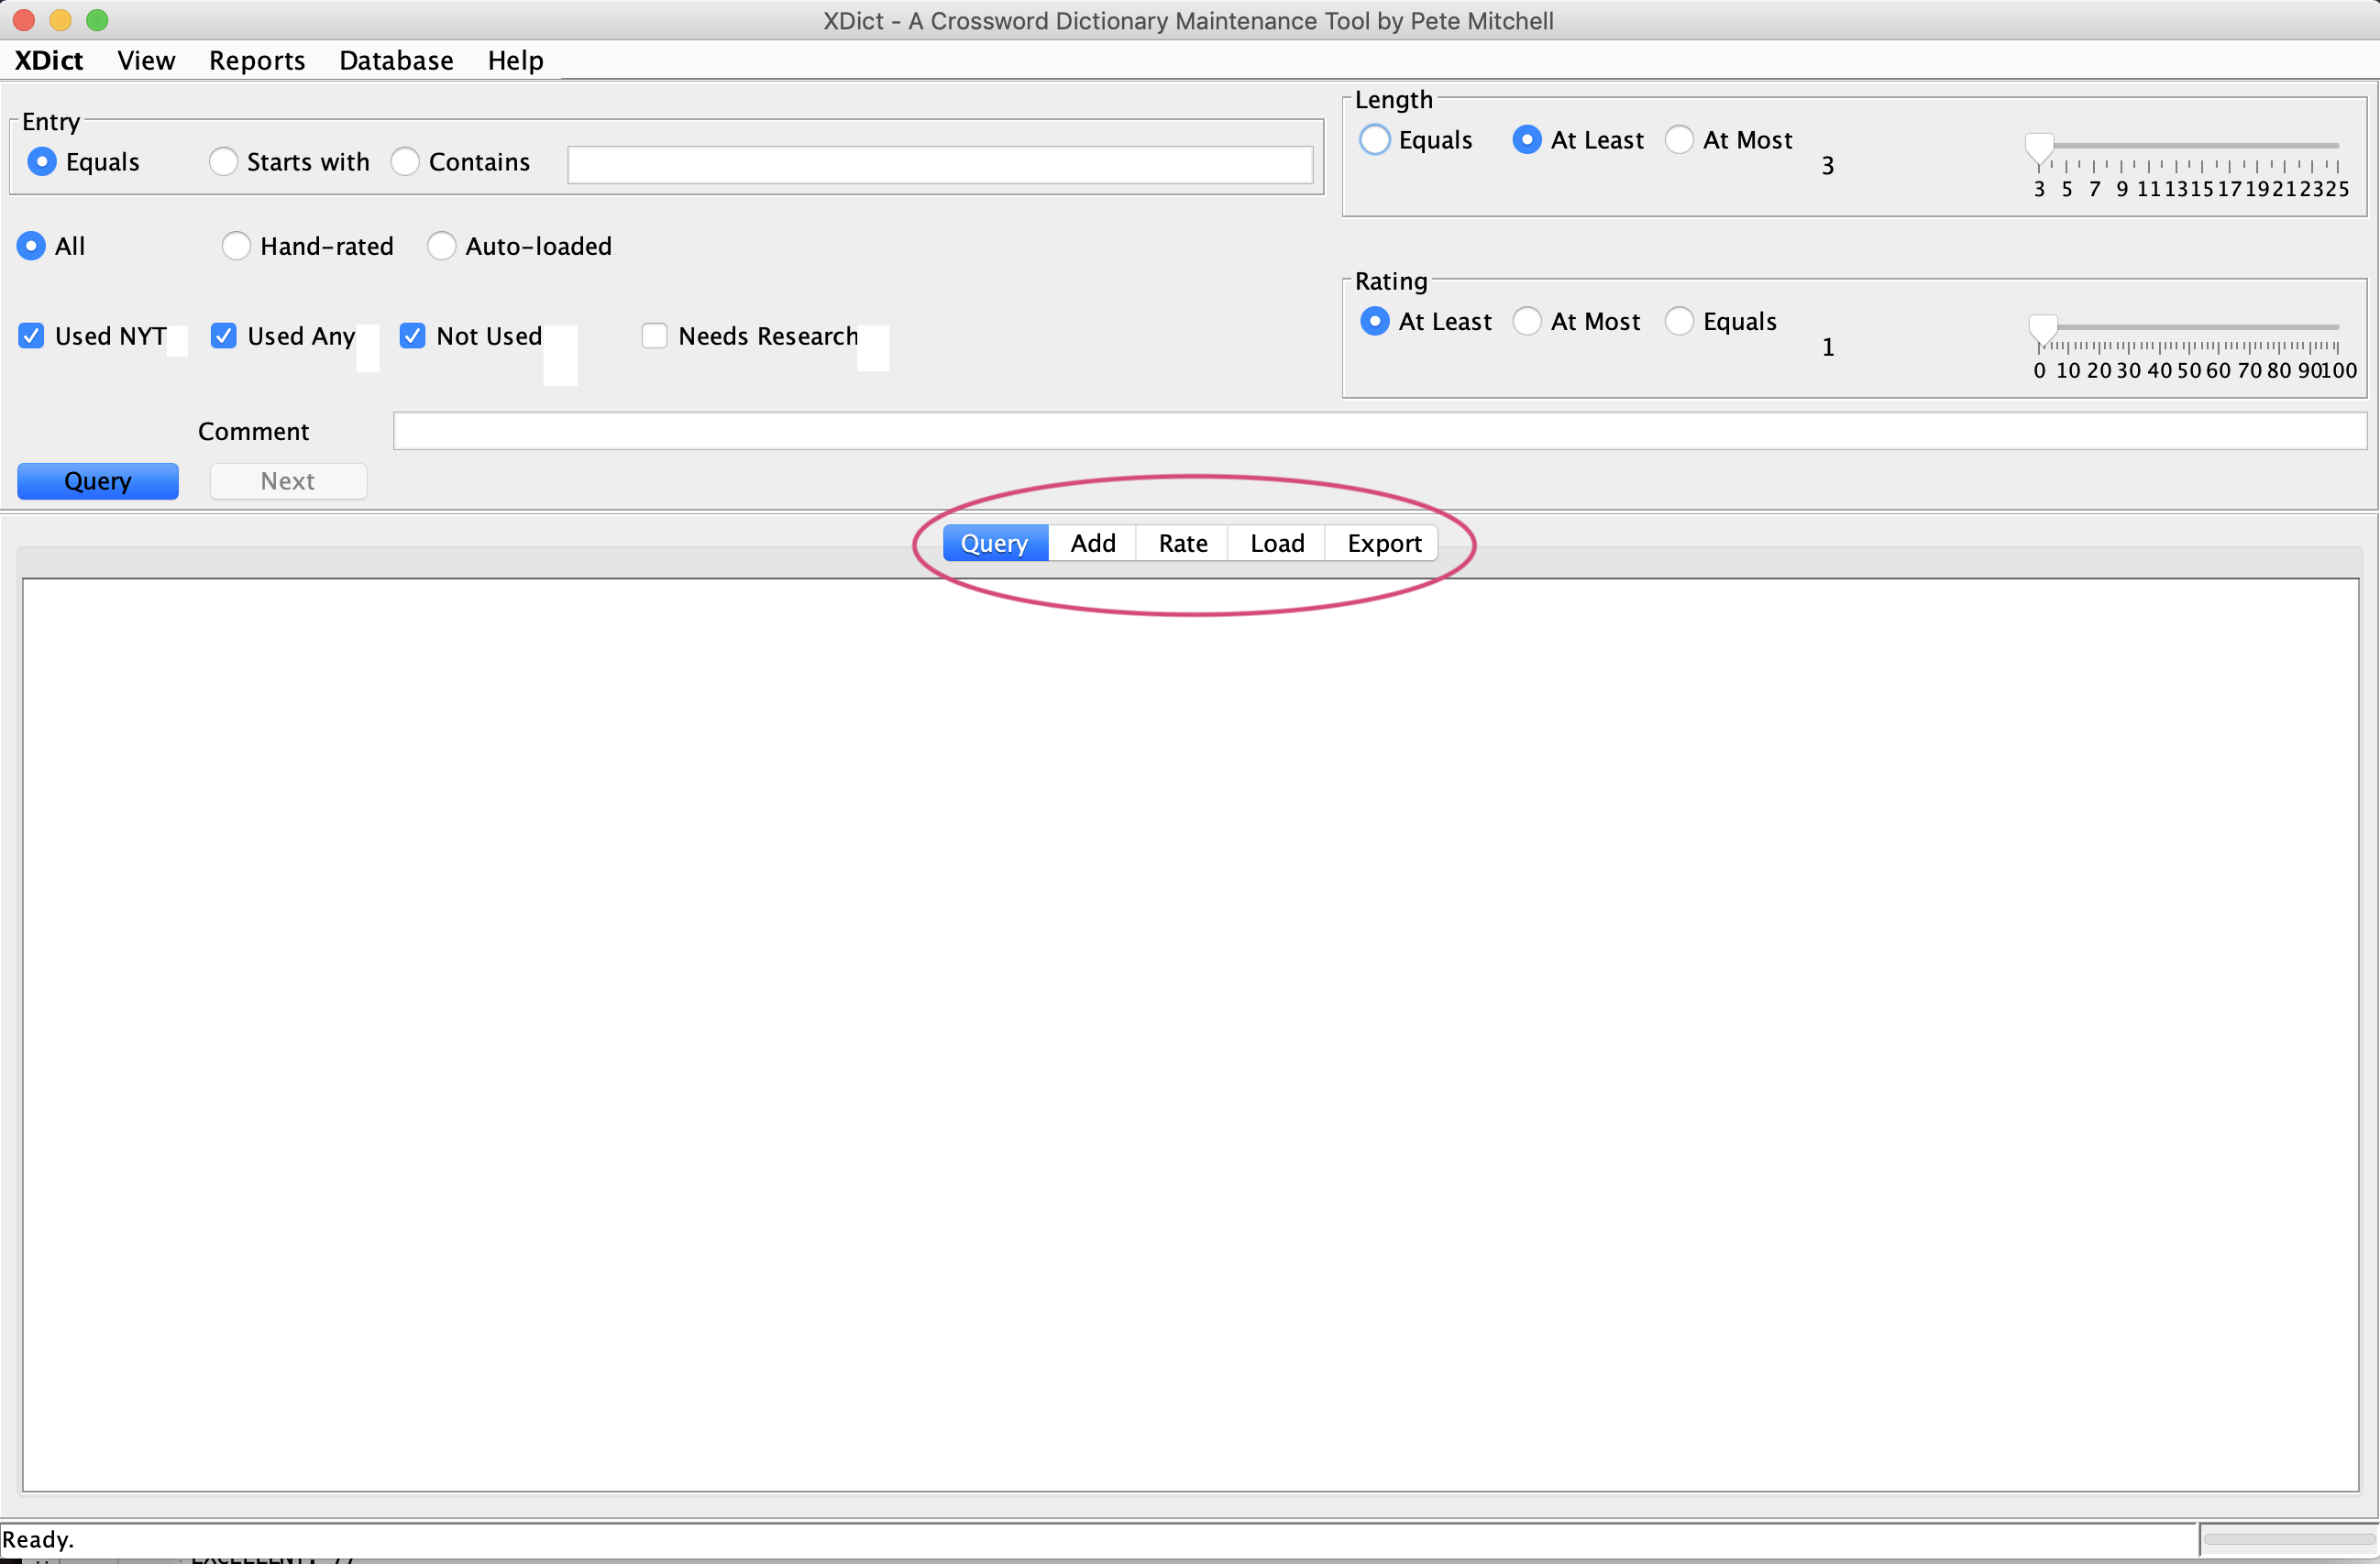 XDict - A Crossword Dictionary Maintenance Tool by Pete Mitchell
XDict View Reports Database Help
Entry
Equals Starts with Contains
Length
Equals At Least At Most 3
3 5 7 9 11 13 15 17 19 21 23 25
All Hand-rated Auto-loaded
Rating
At Least At Most Equals 1
0 10 20 30 40 50 60 70 80 90 100
Used NYT Used Any Not Used Needs Research
Comment
Query Next
Query Add Rate Load Export
Ready.